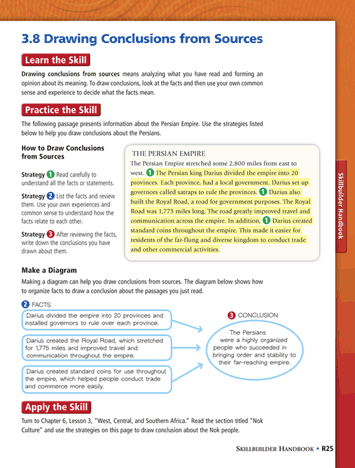 3.8 Drawing Conclusions from Sources
Learn the Skill
Drawing conclusions from sources means analyzing what you have read and forming an
opinion about its meaning. To draw conclusions, look at the facts and then use your own common
sense and experience to decide what the facts mean.
Practice the Skill
The following passage presents information about the Persian Empire. Use the strategies listed
below to help you draw conclusions about the Persians.
How to Draw Conclusions
from Sources
Strategy 1 Read carefully to
understand all the facts or statements.
Strategy 2 List the facts and review
them. Use your own experiences and
common sense to understand how the
facts relate to each other.
Strategy 3 After reviewing the facts,
write down the conclusions you have
drawn about them.
THE PERSIAN EMPIRE
The Persian Empire stretched some 2,800 miles from east to
west. 1 The Persian king Darius divided the empire into 20
provinces. Each province, had a local government. Darius set up
governors called satraps to rule the provinces. 1 Darius also
built the Royal Road, a road for government purposes. The Royal
Road was 1,775 miles long. The road greatly improved travel and
communication across the empire. In addition, 1 Darius created
standard coins throughout the empire. This made it easier for
residents of the far-flung and diverse kingdom to conduct trade
and other commercial activities.
Make a Diagram
Making a diagram can help you draw conclusions from sources. The diagram below shows how
to organize facts to draw a conclusion about the passages you just read.
2 FACTS
Darius divided the empire into 20 provinces and
installed governors to rule over each province.
Darius created the Royal Road, which stretched
for 1,775 miles and improved travel and
communication throughout the empire.
Darius created standard coins for use throughout
the empire, which helped people conduct trade
and commerce more easily.
3 CONCLUSION
The Persians
were a highly organized
people who succeeded in
bringing order and stability to
their far-reaching empire.
Apply the Skill
Turn to Chapter 6, Lesson 3, "West, Central, and Southern Africa." Read the section titled "Nok
Culture" and use the strategies on this page to draw conclusion about the Nok people.
Skillbuilder Handbook
SKILLBUILDER HANDBOOK • R25